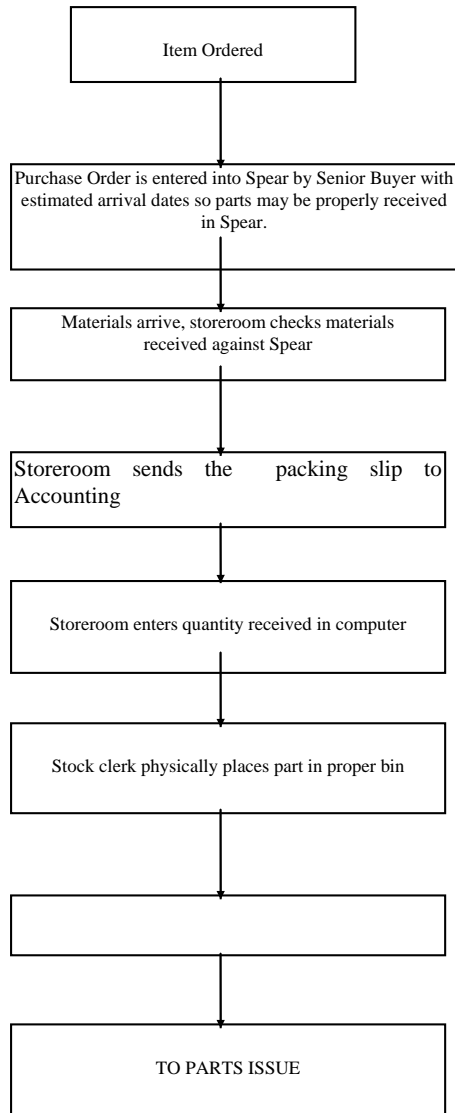 Item Ordered
Purchase Order is entered into Spear by Senior Buyer with
estimated arrival dates so parts may be properly received
in Spear.
Materials arrive, storeroom checks materials
received against Spear
Storeroom sends the packing slip to
Accounting
Storeroom enters quantity received in computer
Stock clerk physically places part in proper bin
TO PARTS ISSUE